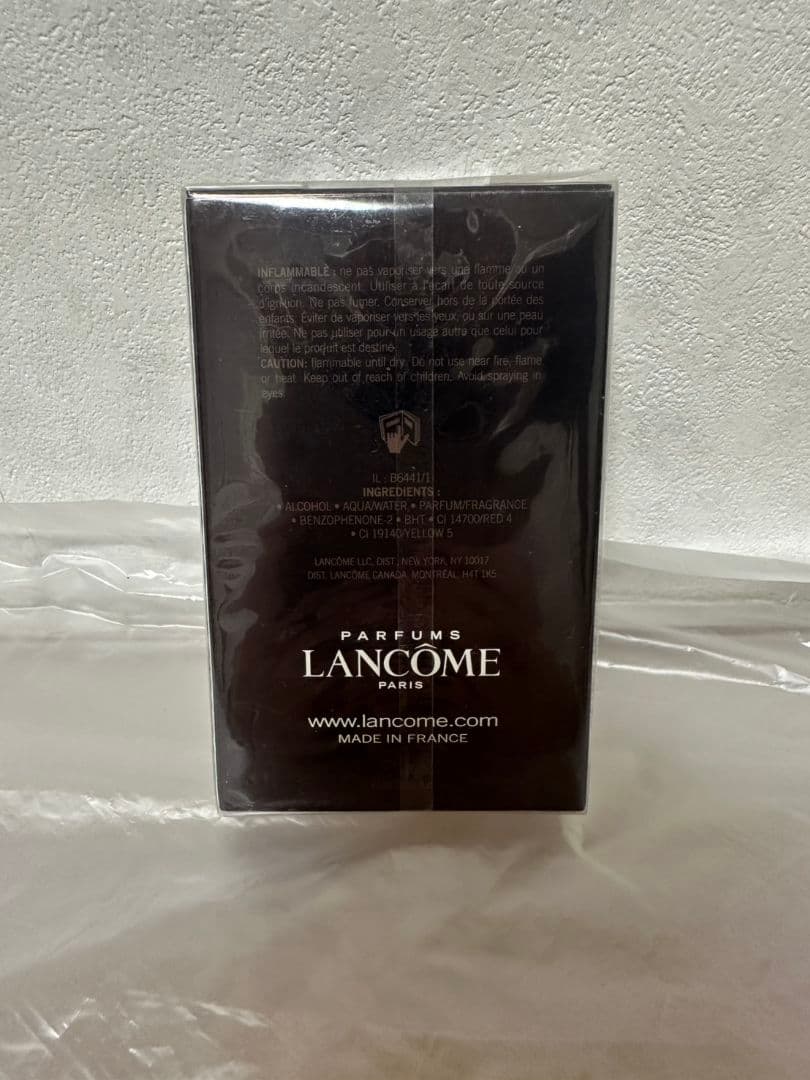 INFLAMMABLE : ne pas vaporiser vers une flamme ou un
corps incandescent. Utiliser à l'écart de toute source
d'ignition. Ne pas fumer. Conserver hors de la portée des
enfants. Éviter de vaporiser vers les yeux, ou sur une peau
irritée. Ne pas utiliser pour un usage autre que celui pour
lequel le produit est destiné.
CAUTION: flammable until dry. Do not use near fire, flame
or heat. Keep out of reach of children. Avoid spraying in
eyes.
IL : B6441/1
INGREDIENTS :
• ALCOHOL • AQUA/WATER • PARFUM/FRAGRANCE
• BENZOPHENONE-2 • BHT • CI 14700/RED 4
• CI 19140/YELLOW 5
LANCÔME LLC, DIST., NEW YORK, NY 10017
DIST. LANCÔME CANADA, MONTRÉAL, H4T 1K5
PARFUMS
LANCÔME
PARIS
www.lancome.com
MADE IN FRANCE